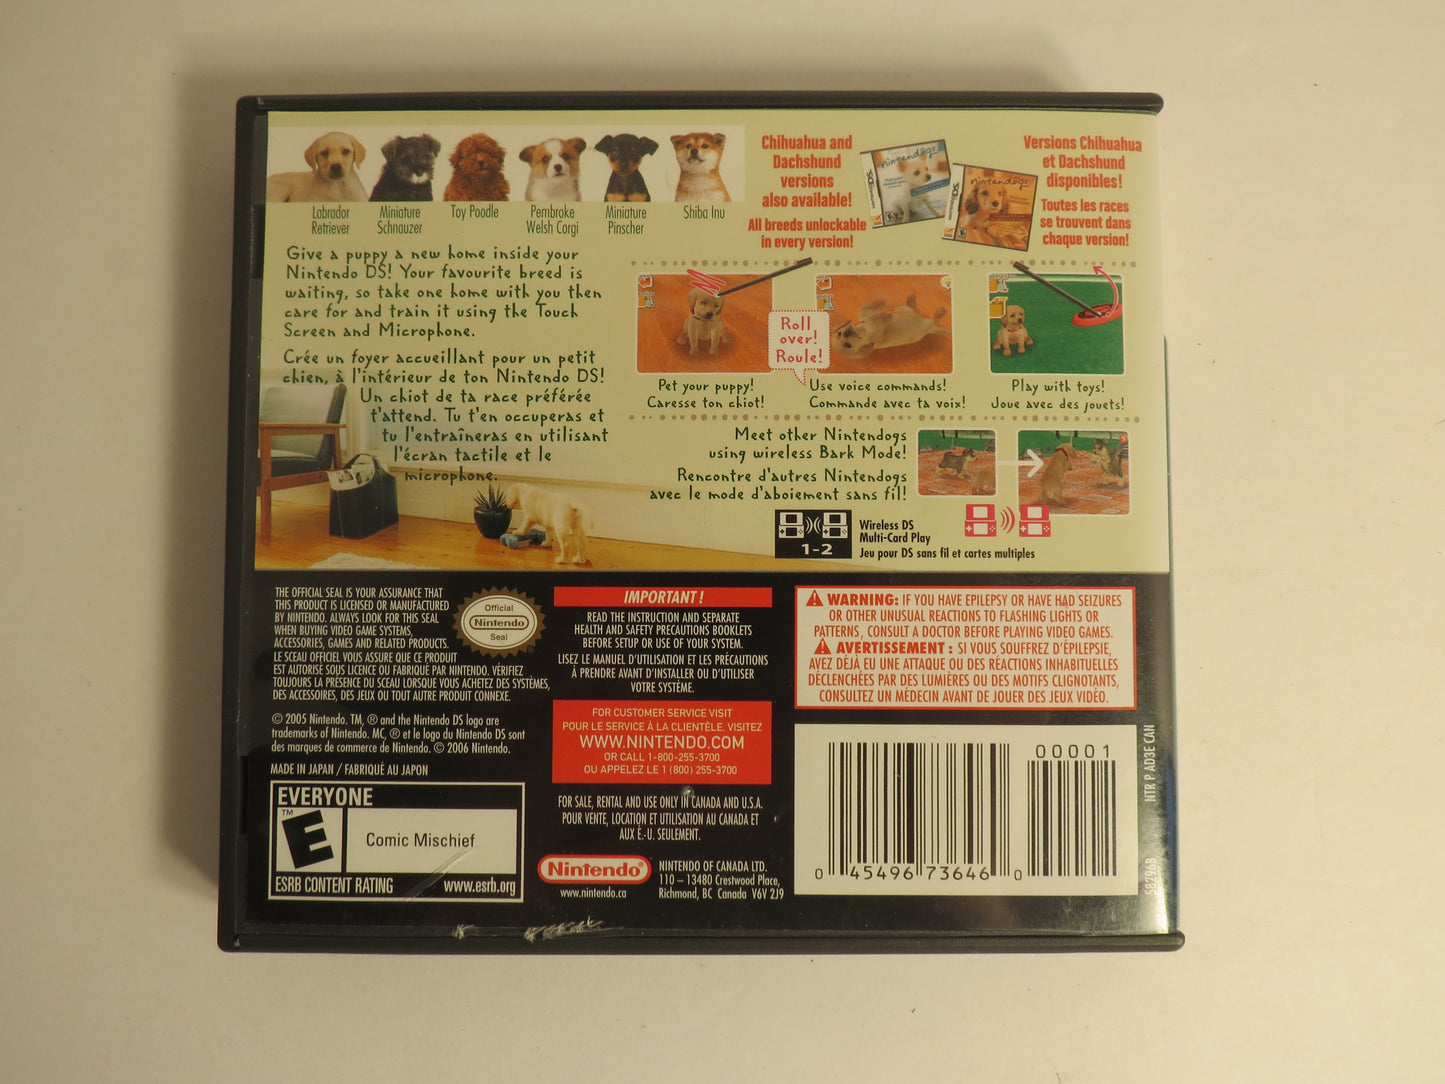 Labrador
Retriever
Miniature
Schnauzer
Toy Poodle
Pembroke
Welsh Corgi
Miniature
Pinscher
Shiba Inu
Chihuahua and
Dachshund
versions
also available!
All breeds unlockable
in every version!
nintendogs
nintendogs
Versions Chihuahua
et Dachshund
disponibles!
Toutes les races
se trouvent dans
chaque version!
Give a puppy a new home inside your
Nintendo DS! Your favourite breed is
waiting, so take one home with you then
care for and train it using the Touch
Screen and Microphone.
Crée un foyer accueillant pour un petit
chien, à l'intérieur de ton Nintendo DS!
Un chiot de ta race préférée
t'attend. Tu t'en occuperas et
tu l'entraîneras en utilisant
l'écran tactile et le
microphone.
Roll
over!
Roule!
Pet your puppy!
Caresse ton chiot!
Use voice commands!
Commande avec ta voix!
Play with toys!
Joue avec des jouets!
Meet other Nintendogs
using wireless Bark Mode!
Rencontre d'autres Nintendogs
avec le mode d'aboiement sans fil!
1-2
Wireless DS
Multi-Card Play
Jeu pour DS sans fil et cartes multiples
THE OFFICIAL SEAL IS YOUR ASSURANCE THAT
THIS PRODUCT IS LICENSED OR MANUFACTURED
BY NINTENDO. ALWAYS LOOK FOR THIS SEAL
WHEN BUYING VIDEO GAME SYSTEMS,
ACCESSORIES, GAMES AND RELATED PRODUCTS.
LE SCEAU OFFICIEL VOUS ASSURE QUE CE PRODUIT
EST AUTORISÉ SOUS LICENCE OU FABRIQUÉ PAR NINTENDO. VÉRIFIEZ
TOUJOURS LA PRÉSENCE DU SCEAU LORSQUE VOUS ACHETEZ DES SYSTÈMES,
DES ACCESSOIRES, DES JEUX OU TOUT AUTRE PRODUIT CONNEXE.
Official
Nintendo
Seal
© 2005 Nintendo. TM, ® and the Nintendo DS logo are
trademarks of Nintendo. MC, ® et le logo du Nintendo DS sont
des marques de commerce de Nintendo. © 2006 Nintendo.
MADE IN JAPAN / FABRIQUÉ AU JAPON
EVERYONE
E
TM
Comic Mischief
ESRB CONTENT RATING
www.esrb.org
IMPORTANT !
READ THE INSTRUCTION AND SEPARATE
HEALTH AND SAFETY PRECAUTIONS BOOKLETS
BEFORE SETUP OR USE OF YOUR SYSTEM.
LISEZ LE MANUEL D'UTILISATION ET LES PRÉCAUTIONS
À PRENDRE AVANT D'INSTALLER OU D'UTILISER
VOTRE SYSTÈME.
FOR CUSTOMER SERVICE VISIT
POUR LE SERVICE À LA CLIENTÈLE, VISITEZ
WWW.NINTENDO.COM
OR CALL 1-800-255-3700
OU APPELEZ LE 1 (800) 255-3700
FOR SALE, RENTAL AND USE ONLY IN CANADA AND U.S.A.
POUR VENTE, LOCATION ET UTILISATION AU CANADA ET
AUX É.-U. SEULEMENT.
Nintendo®
www.nintendo.ca
NINTENDO OF CANADA LTD.
110 – 13480 Crestwood Place,
Richmond, BC Canada V6V 2J9
WARNING: IF YOU HAVE EPILEPSY OR HAVE HAD SEIZURES
OR OTHER UNUSUAL REACTIONS TO FLASHING LIGHTS OR
PATTERNS, CONSULT A DOCTOR BEFORE PLAYING VIDEO GAMES.
AVERTISSEMENT : SI VOUS SOUFFREZ D'ÉPILEPSIE,
AVEZ DÉJÀ EU UNE ATTAQUE OU DES RÉACTIONS INHABITUELLES
DÉCLENCHÉES PAR DES LUMIÈRES OU DES MOTIFS CLIGNOTANTS,
CONSULTEZ UN MÉDECIN AVANT DE JOUER DES JEUX VIDÉO.
00001
0 45496 73646 0
NTR P AD3E CAN
58296B